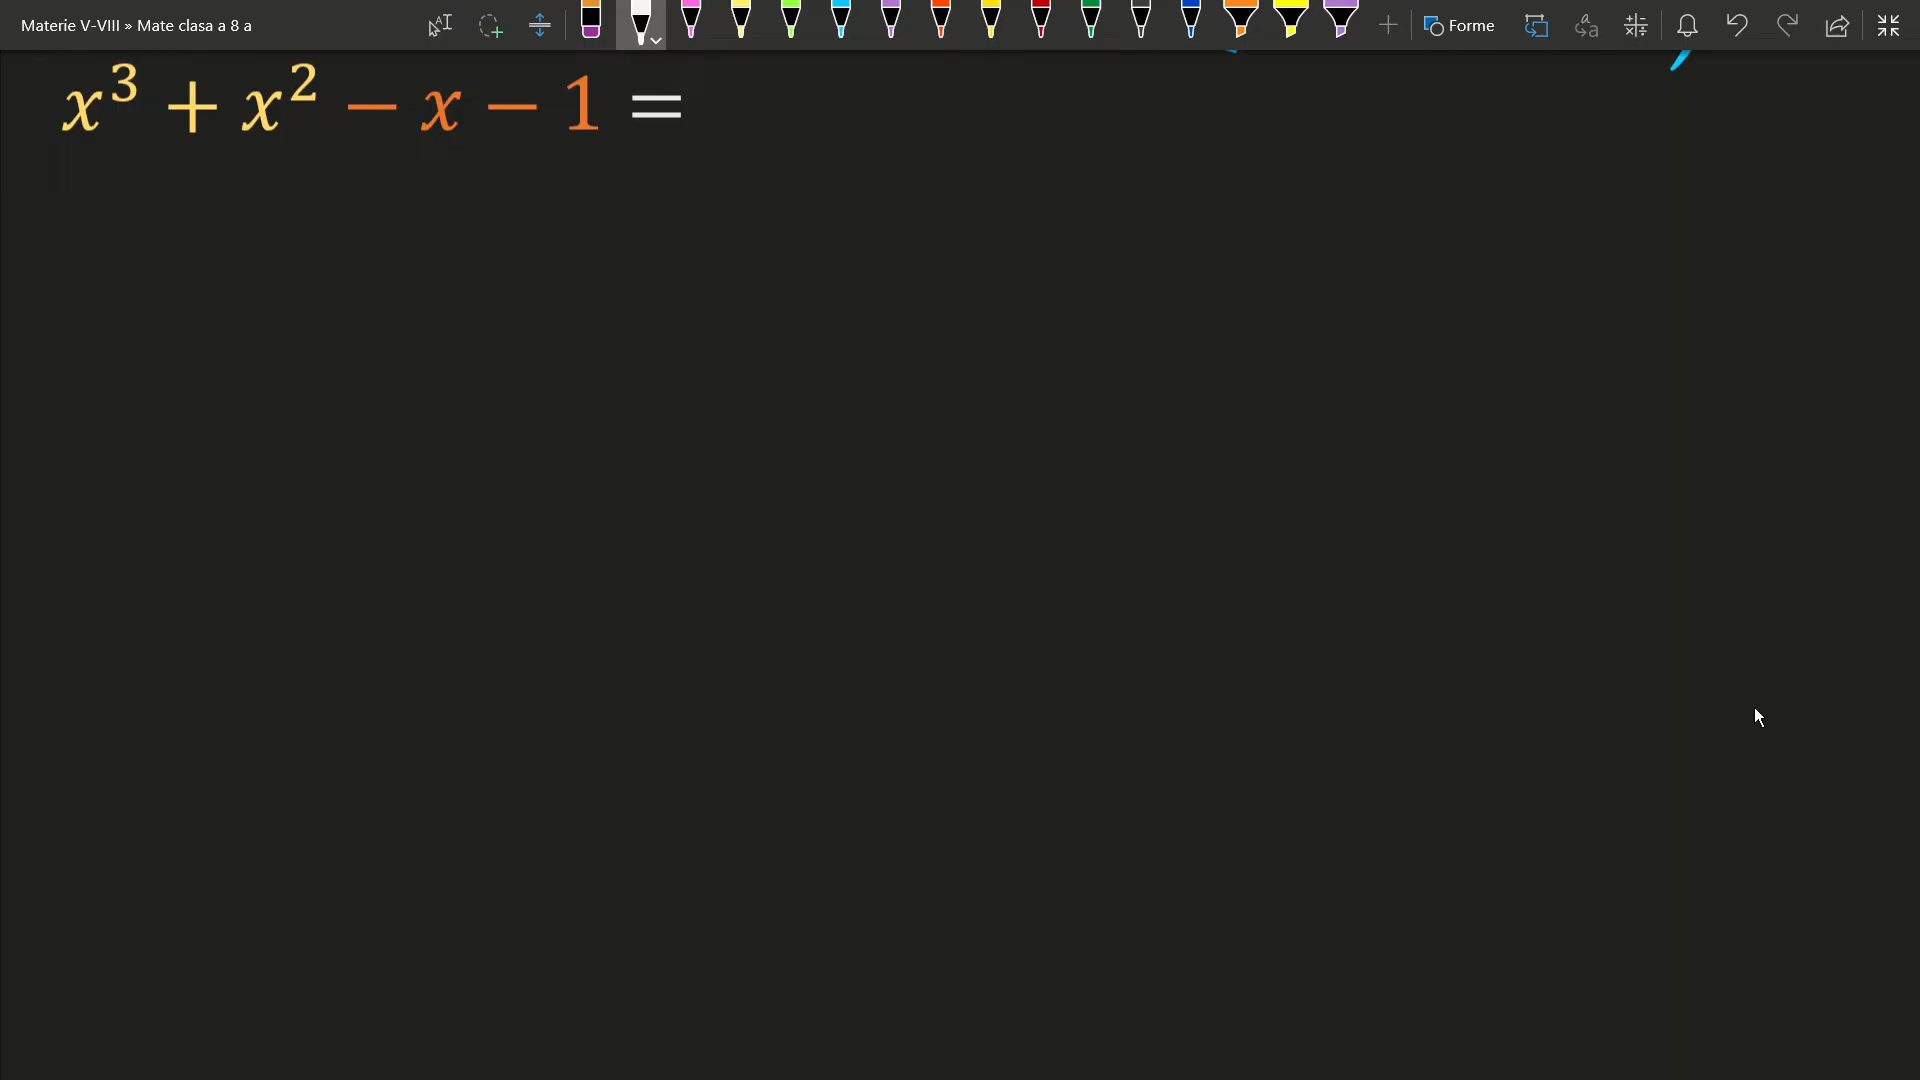 Materie V-VIII » Mate clasa a 8 a
Forme
x³ + x² − x − 1 =